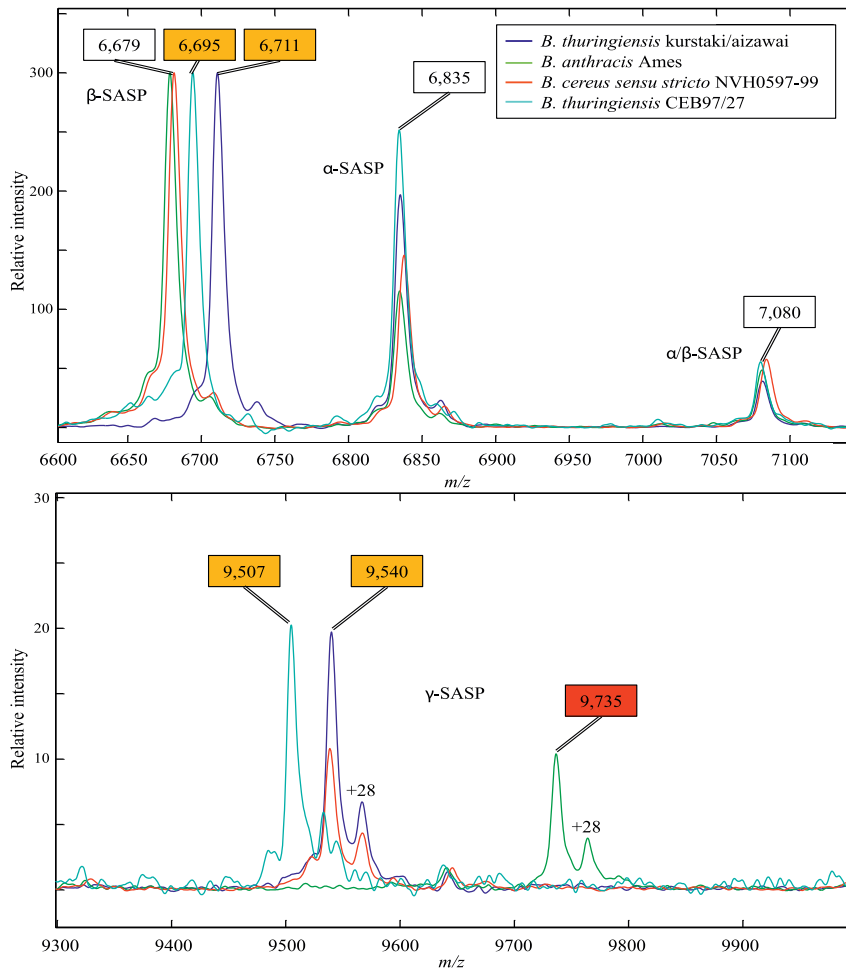 6,679 6,695 6,711
B. thuringiensis kurstaki/aizawai
B. anthracis Ames
B. cereus sensu stricto NVH0597-99
B. thuringiensis CEB97/27
300
β-SASP
6,835
α-SASP
200
Relative intensity
100
7,080
α/β-SASP
6600 6650 6700 6750 6800 6850 6900 6950 7000 7050 7100
m/z
30
9,507 9,540
20
Relative intensity
γ-SASP
9,735
10
+28
+28
9300 9400 9500 9600 9700 9800 9900
m/z